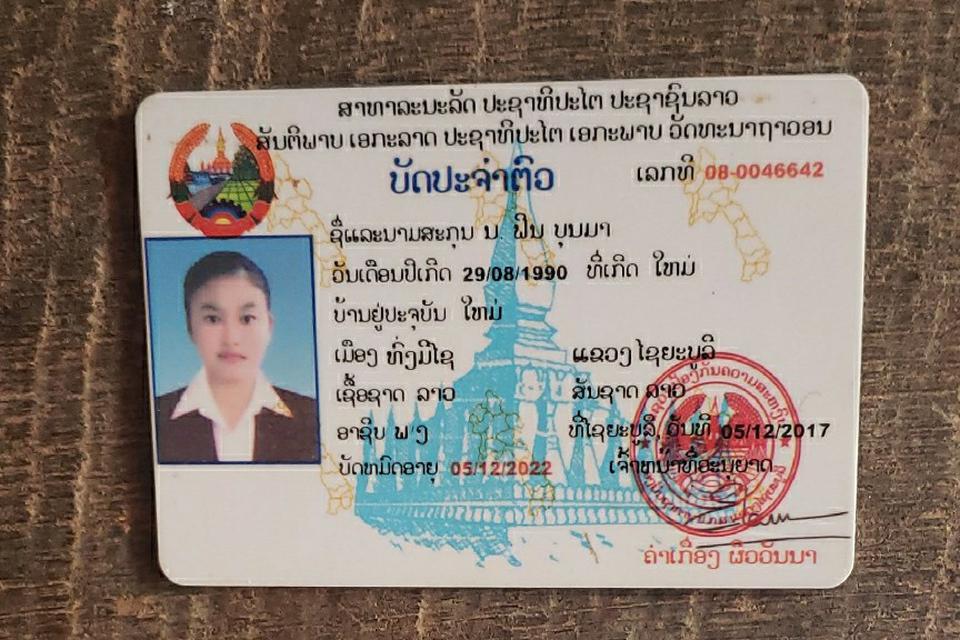 ສາທາລະນະລັດ ປະຊາທິປະໄຕ ປະຊາຊົນລາວ
ສັນຕິພາບ ເອກະລາດ ປະຊາທິປະໄຕ ເອກະພາບ ວັດທະນາຖາວອນ
ບັດປະຈຳຕົວ ເລກທີ 08-0046642
ຊື່ແລະນາມສະກຸນ ນ ຟີນ ບຸນມາ
ວັນເດືອນປີເກີດ 29/08/1990 ທີ່ເກີດ ໃຫມ່
ບ້ານຢູ່ປະຈຸບັນ ໃຫມ່
ເມືອງ ທົ່ງມີໄຊ ແຂວງ ໄຊຍະບູລີ
ເຊື້ອຊາດ ລາວ ສັນຊາດ ລາວ
ອາຊີບ ພ ງ ທີ່ໄຊຍະບູລີ, ວັນທີ 05/12/2017
ບັດຫມົດອາຍຸ 05/12/2022 ເຈົ້າຫນ້າທີ່ອະນຸຍາດ
ຄຳເກື່ອງ ຜິວວັນນາ